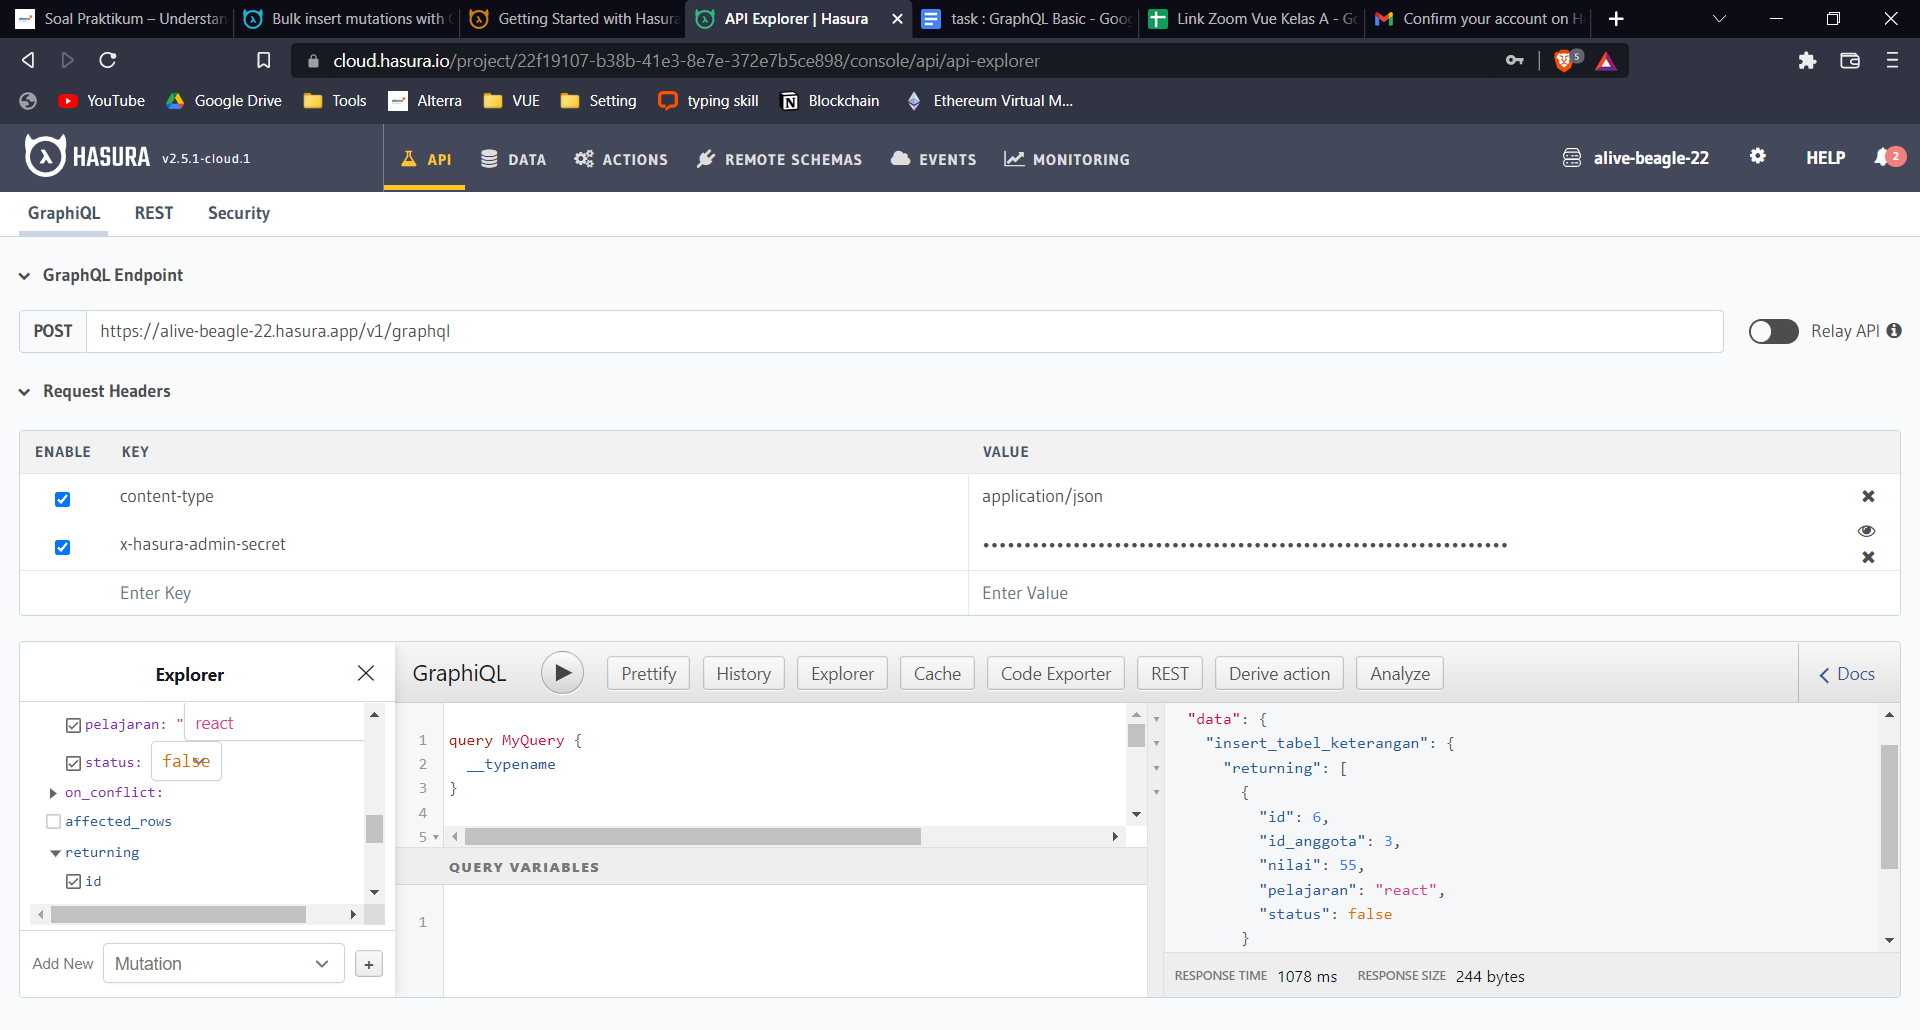 Soal Praktikum – Understan
Bulk insert mutations with
Getting Started with Hasura
API Explorer | Hasura
task : GraphQL Basic - Goo
Link Zoom Vue Kelas A - Go
Confirm your account on H
cloud.hasura.io/project/22f19107-b38b-41e3-8e7e-372e7b5ce898/console/api/api-explorer
5
YouTube
Google Drive
Tools
Alterra
VUE
Setting
typing skill
Blockchain
Ethereum Virtual M...
HASURA v2.5.1-cloud.1
API
DATA
ACTIONS
REMOTE SCHEMAS
EVENTS
MONITORING
alive-beagle-22
HELP
2
GraphiQL
REST
Security
GraphQL Endpoint
POST
https://alive-beagle-22.hasura.app/v1/graphql
Relay API
Request Headers
ENABLE
KEY
VALUE
content-type
application/json
x-hasura-admin-secret
••••••••••••••••••••••••••••••••••••••••••••••••••••••••••••••••
Enter Key
Enter Value
Explorer
pelajaran: "
react
status:
false
on_conflict:
affected_rows
returning
id
Add New
Mutation
+
GraphiQL
Prettify
History
Explorer
Cache
Code Exporter
REST
Derive action
Analyze
Docs
1 query MyQuery {
2 __typename
3 }
4
5
QUERY VARIABLES
1
"data": {
"insert_tabel_keterangan": {
"returning": [
{
"id": 6,
"id_anggota": 3,
"nilai": 55,
"pelajaran": "react",
"status": false
}
RESPONSE TIME 1078 ms
RESPONSE SIZE 244 bytes